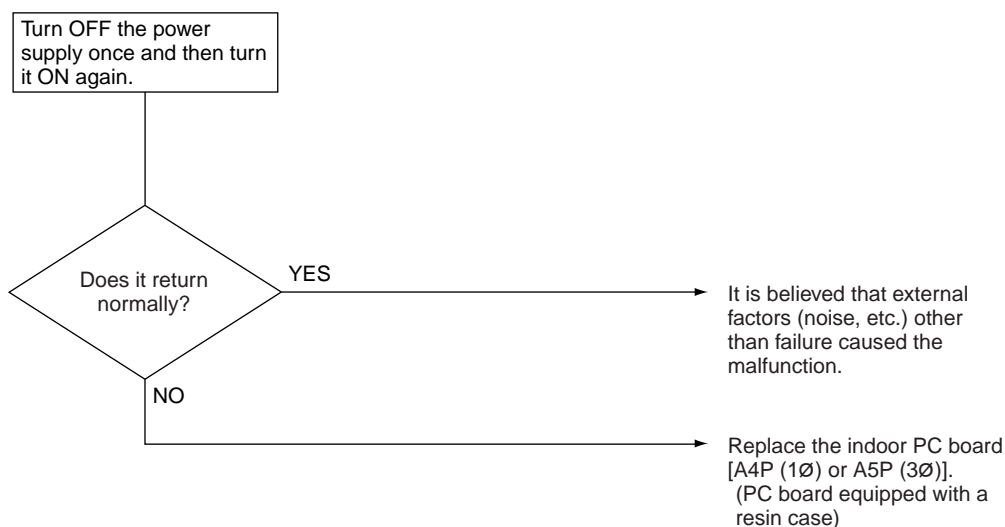 Turn OFF the power
supply once and then turn
it ON again.
Does it return
normally?
YES
It is believed that external
factors (noise, etc.) other
than failure caused the
malfunction.
NO
Replace the indoor PC board
[A4P (1Ø) or A5P (3Ø)].
(PC board equipped with a
resin case)